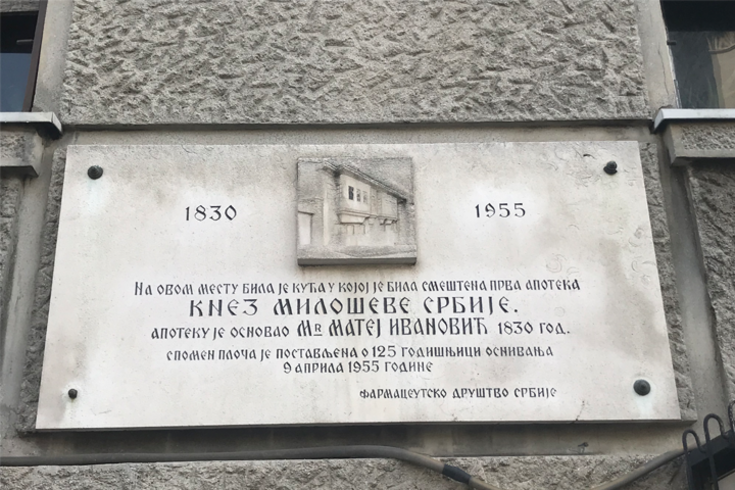 1830 1955
НА ОВОМ МЕСТУ БИЛА ЈЕ КУЋА У КОЈОЈ ЈЕ БИЛА СМЕШТЕНА ПРВА АПОТЕКА
КНЕЗ МИЛОШЕВЕ СРБИЈЕ.
АПОТЕКУ ЈЕ ОСНОВАО МR МАТЕЈ ИВАНОВИЋ 1830 ГОД.
СПОМЕН ПЛОЧА ЈЕ ПОСТАВЉЕНА О 125 ГОДИШЊИЦИ ОСНИВАЊА
9 АПРИЛА 1955 ГОДИНЕ
ФАРМАЦЕУТСКО ДРУШТВО СРБИЈЕ